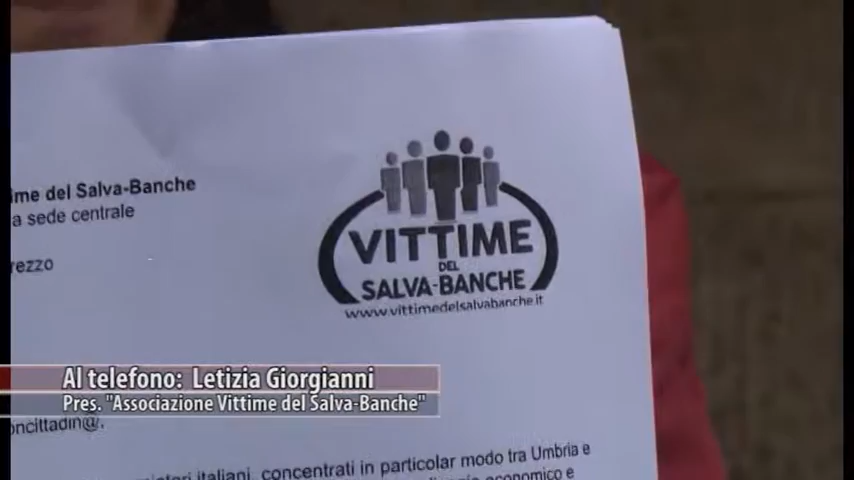 ime del Salva-Banche
a sede centrale
rezzo
VITTIME
DEL
SALVA-BANCHE
www.vittimedelsalvabanche.it
Al telefono: Letizia Giorgianni
Pres. "Associazione Vittime del Salva-Banche"
oncittadin@.
italiani, concentrati in particolar modo tra Umbria e
economico e